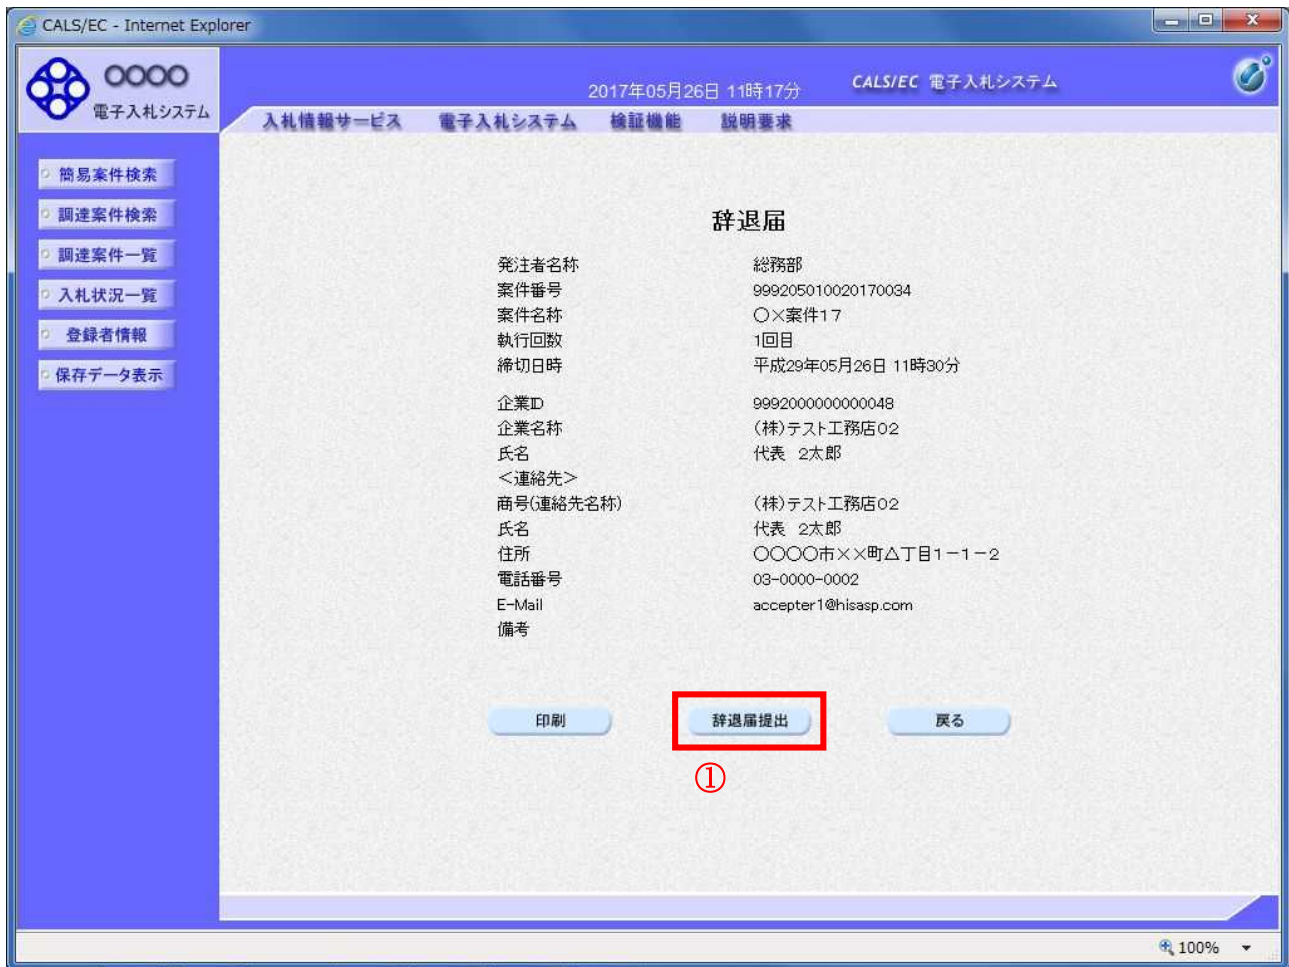 CALS/EC - Internet Explorer
○○○○
電子入札システム
2017年05月26日 11時17分
CALS/EC 電子入札システム
入札情報サービス 電子入札システム 検証機能 説明要求
簡易案件検索
調達案件検索
調達案件一覧
入札状況一覧
登録者情報
保存データ表示
辞退届
発注者名称 総務部
案件番号 999205010020170034
案件名称 ○×案件17
執行回数 1回目
締切日時 平成29年05月26日 11時30分
企業ID 9992000000000048
企業名称 (株)テスト工務店02
氏名 代表 2太郎
<連絡先>
商号(連絡先名称) (株)テスト工務店02
氏名 代表 2太郎
住所 ○○○○市××町△丁目1-1-2
電話番号 03-0000-0002
E-Mail accepter1@hisasp.com
備考
印刷 辞退届提出 戻る
①
100%